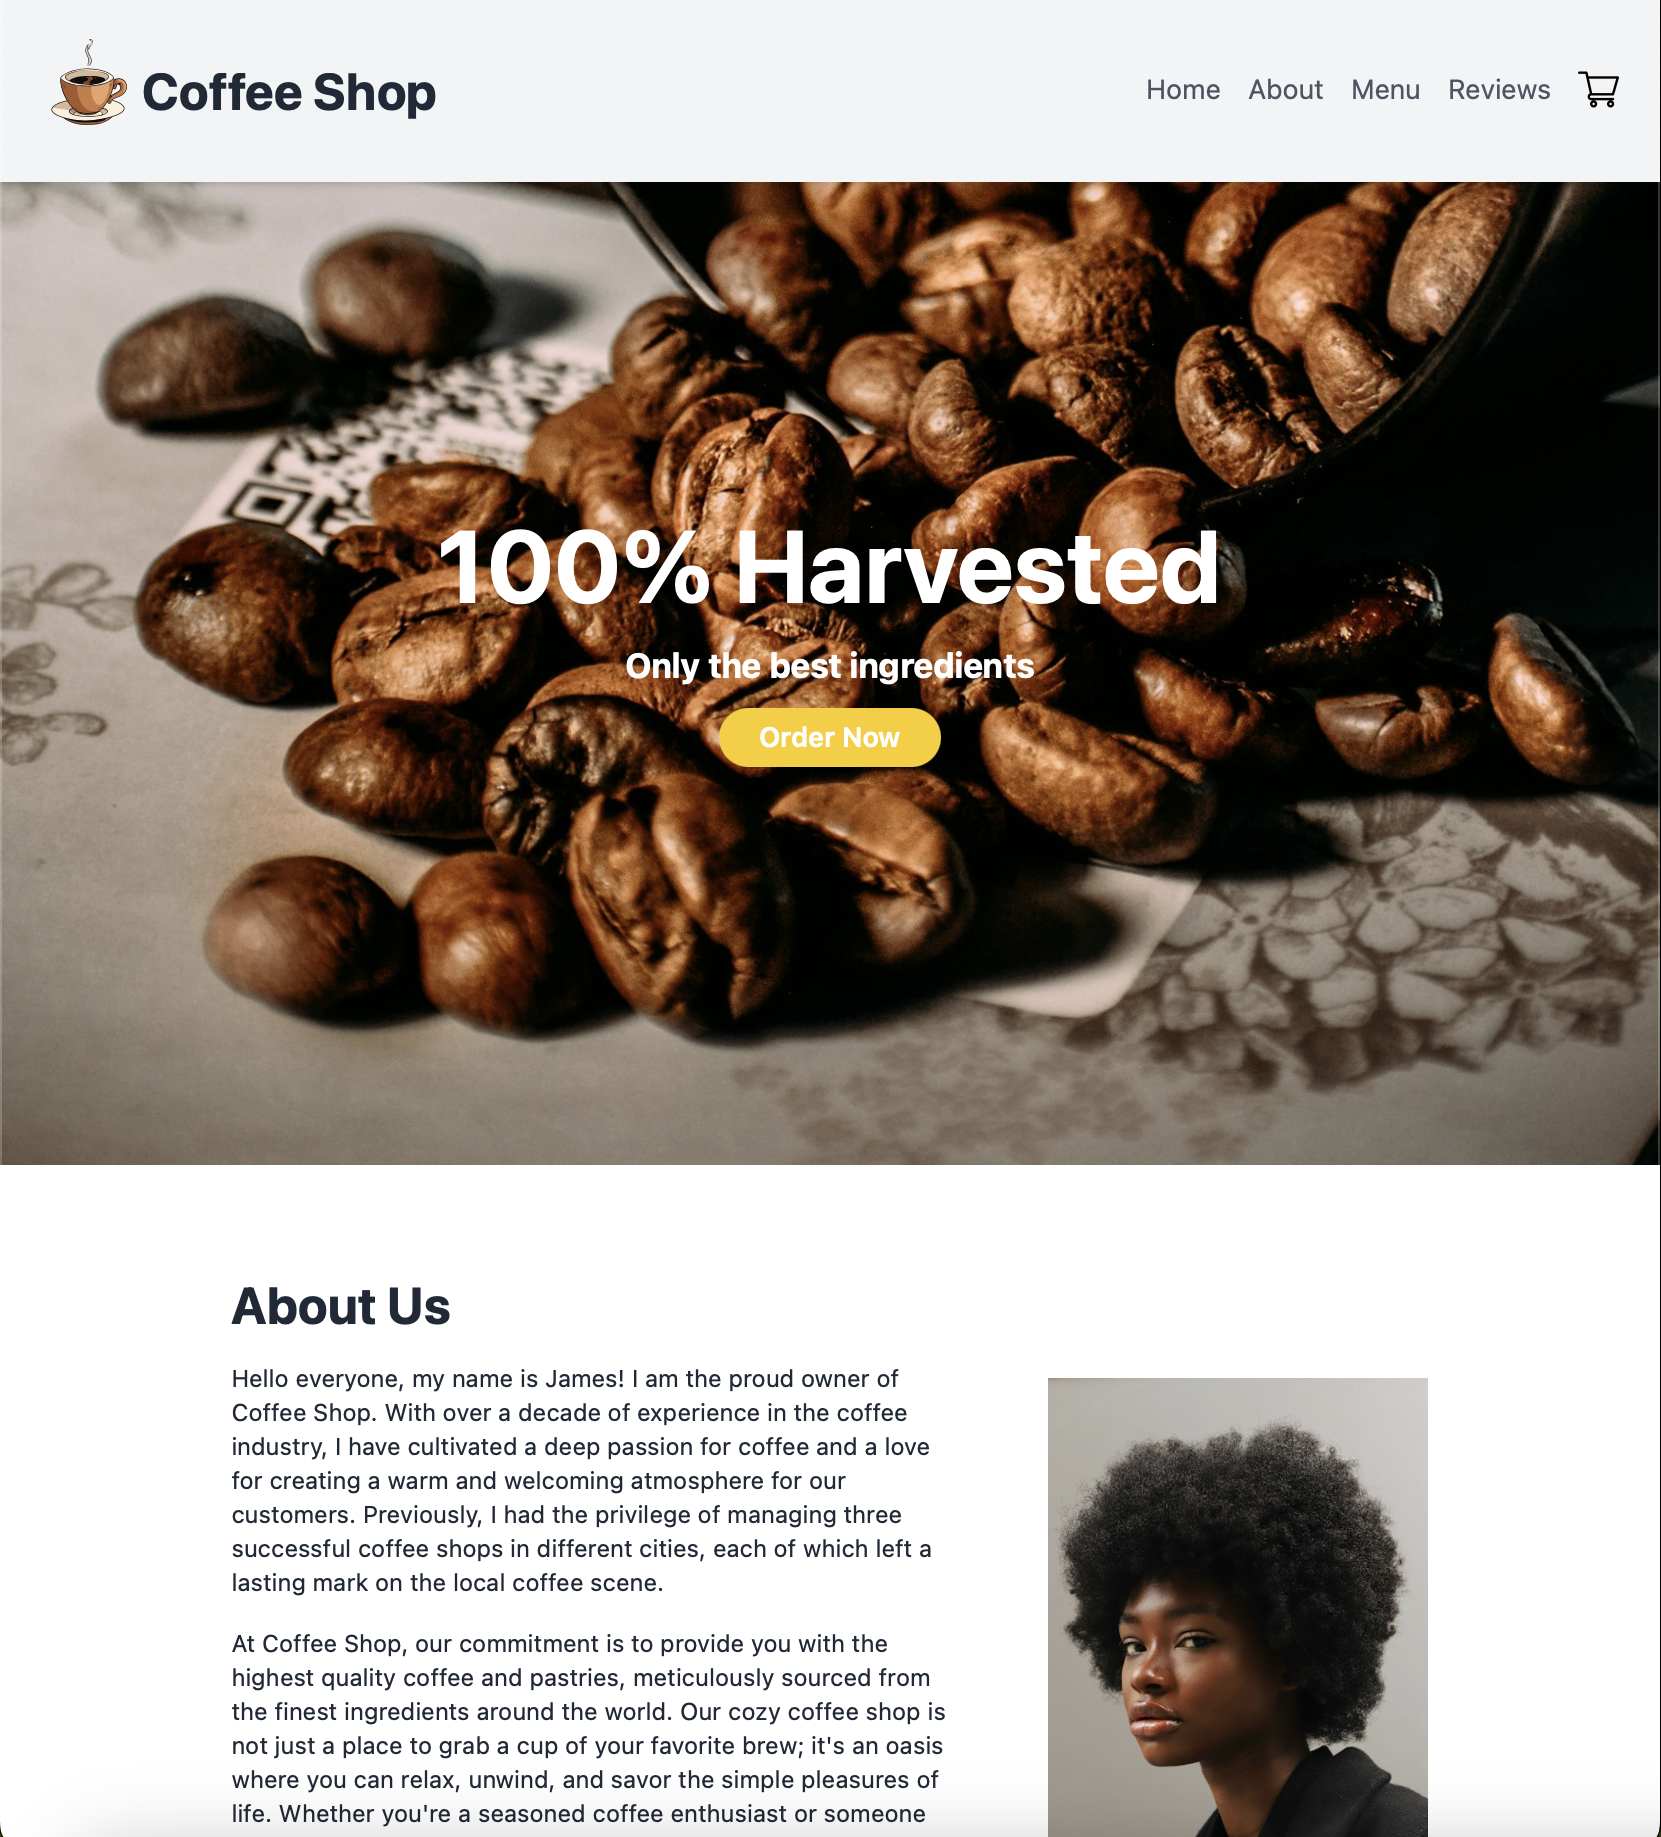 Coffee Shop
Home About Menu Reviews
100% Harvested
Only the best ingredients
Order Now
About Us
Hello everyone, my name is James! I am the proud owner of
Coffee Shop. With over a decade of experience in the coffee
industry, I have cultivated a deep passion for coffee and a love
for creating a warm and welcoming atmosphere for our
customers. Previously, I had the privilege of managing three
successful coffee shops in different cities, each of which left a
lasting mark on the local coffee scene.
At Coffee Shop, our commitment is to provide you with the
highest quality coffee and pastries, meticulously sourced from
the finest ingredients around the world. Our cozy coffee shop is
not just a place to grab a cup of your favorite brew; it's an oasis
where you can relax, unwind, and savor the simple pleasures of
life. Whether you're a seasoned coffee enthusiast or someone